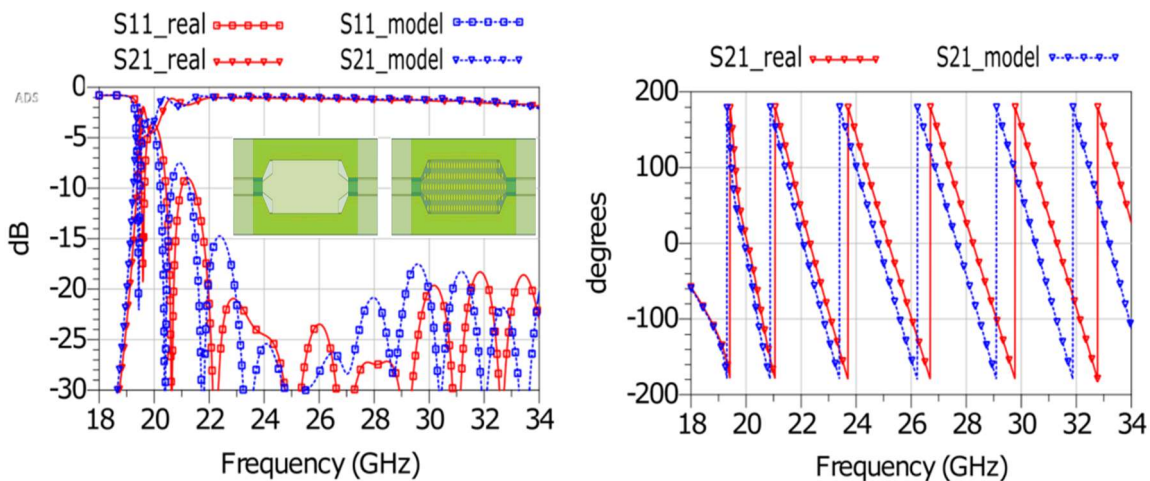 S11_real S11_model
S21_real S21_model
ADS
0
-5
-10
-15
-20
-25
-30
dB
18 20 22 24 26 28 30 32 34
Frequency (GHz)
S21_real S21_model
200
100
0
-100
-200
degrees
18 20 22 24 26 28 30 32 34
Frequency (GHz)